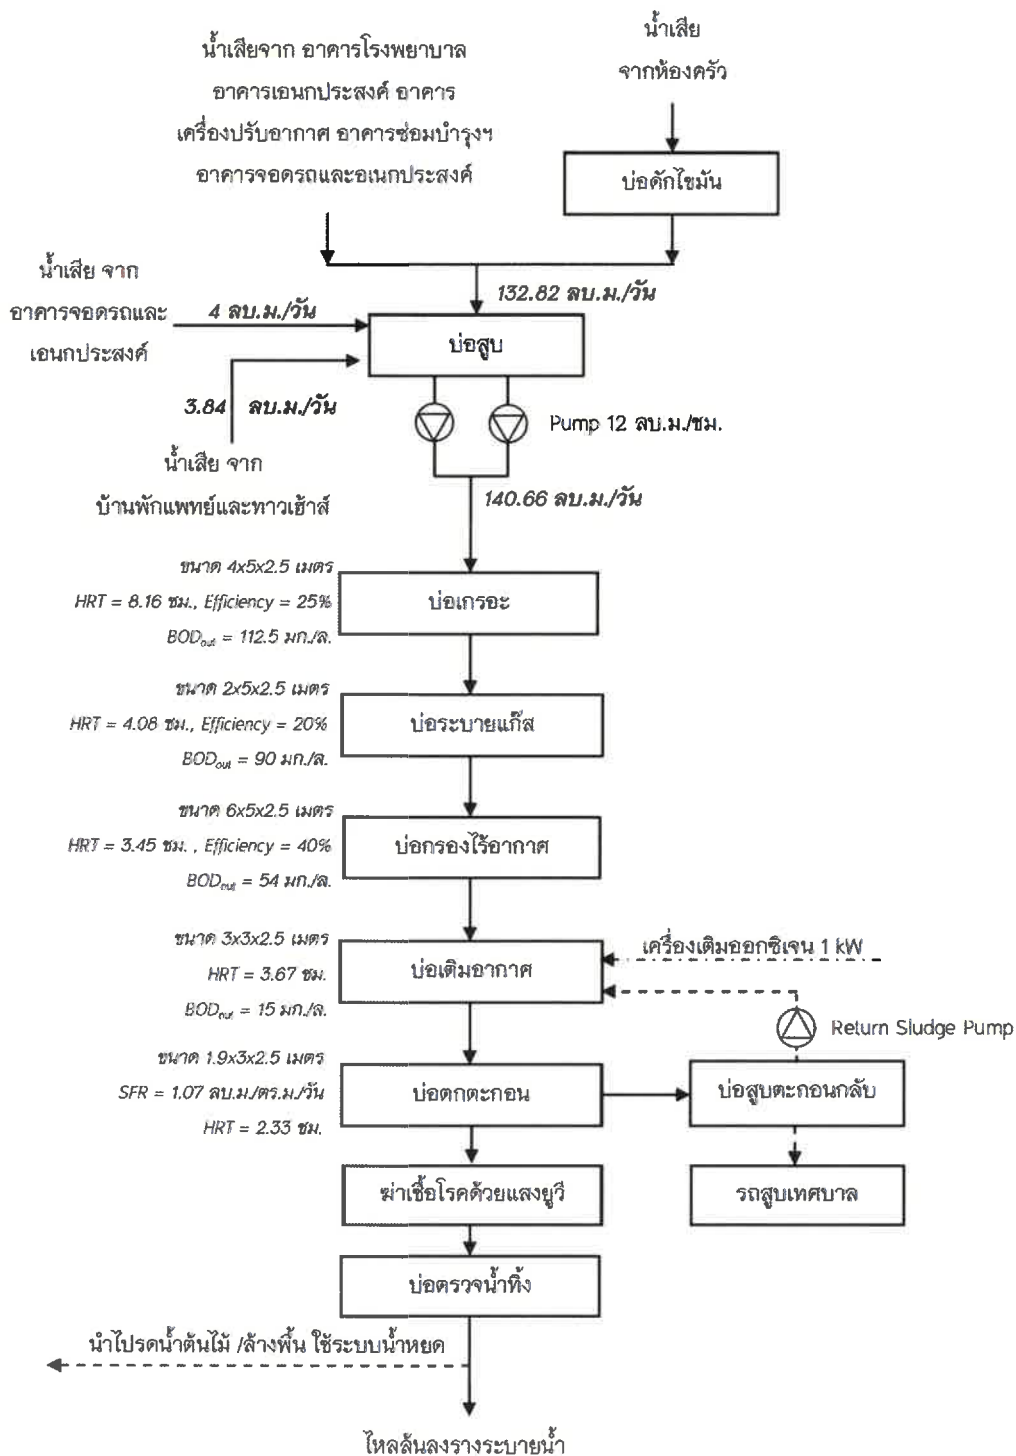 น้ำเสียจาก อาคารโรงพยาบาล
อาคารเอนกประสงค์ อาคาร
เครื่องปรับอากาศ อาคารซ่อมบำรุงฯ
อาคารจอดรถและอเนกประสงค์
น้ำเสีย
จากห้องครัว
บ่อดักไขมัน
น้ำเสีย จาก
อาคารจอดรถและ
เอนกประสงค์
4 ลบ.ม./วัน
132.82 ลบ.ม./วัน
บ่อสูบ
3.84 ลบ.ม./วัน
Pump 12 ลบ.ม./ชม.
น้ำเสีย จาก
บ้านพักแพทย์และทาวเฮ้าส์
140.66 ลบ.ม./วัน
ขนาด 4x5x2.5 เมตร
HRT = 8.16 ชม., Efficiency = 25%
BODout = 112.5 มก./ล.
บ่อเกรอะ
ขนาด 2x5x2.5 เมตร
HRT = 4.08 ชม., Efficiency = 20%
BODout = 90 มก./ล.
บ่อระบายแก๊ส
ขนาด 6x5x2.5 เมตร
HRT = 3.45 ชม. , Efficiency = 40%
BODout = 54 มก./ล.
บ่อกรองไร้อากาศ
ขนาด 3x3x2.5 เมตร
HRT = 3.67 ชม.
BODout = 15 มก./ล.
บ่อเติมอากาศ
เครื่องเติมออกซิเจน 1 kW
Return Sludge Pump
ขนาด 1.9x3x2.5 เมตร
SFR = 1.07 ลบ.ม./ตร.ม./วัน
HRT = 2.33 ชม.
บ่อตกตะกอน
บ่อสูบตะกอนกลับ
ฆ่าเชื้อโรคด้วยแสงยูวี
รถสูบเทศบาล
บ่อตรวจน้ำทิ้ง
นำไปรดน้ำต้นไม้ /ล้างพื้น ใช้ระบบน้ำหยด
ไหลล้นลงรางระบายน้ำ